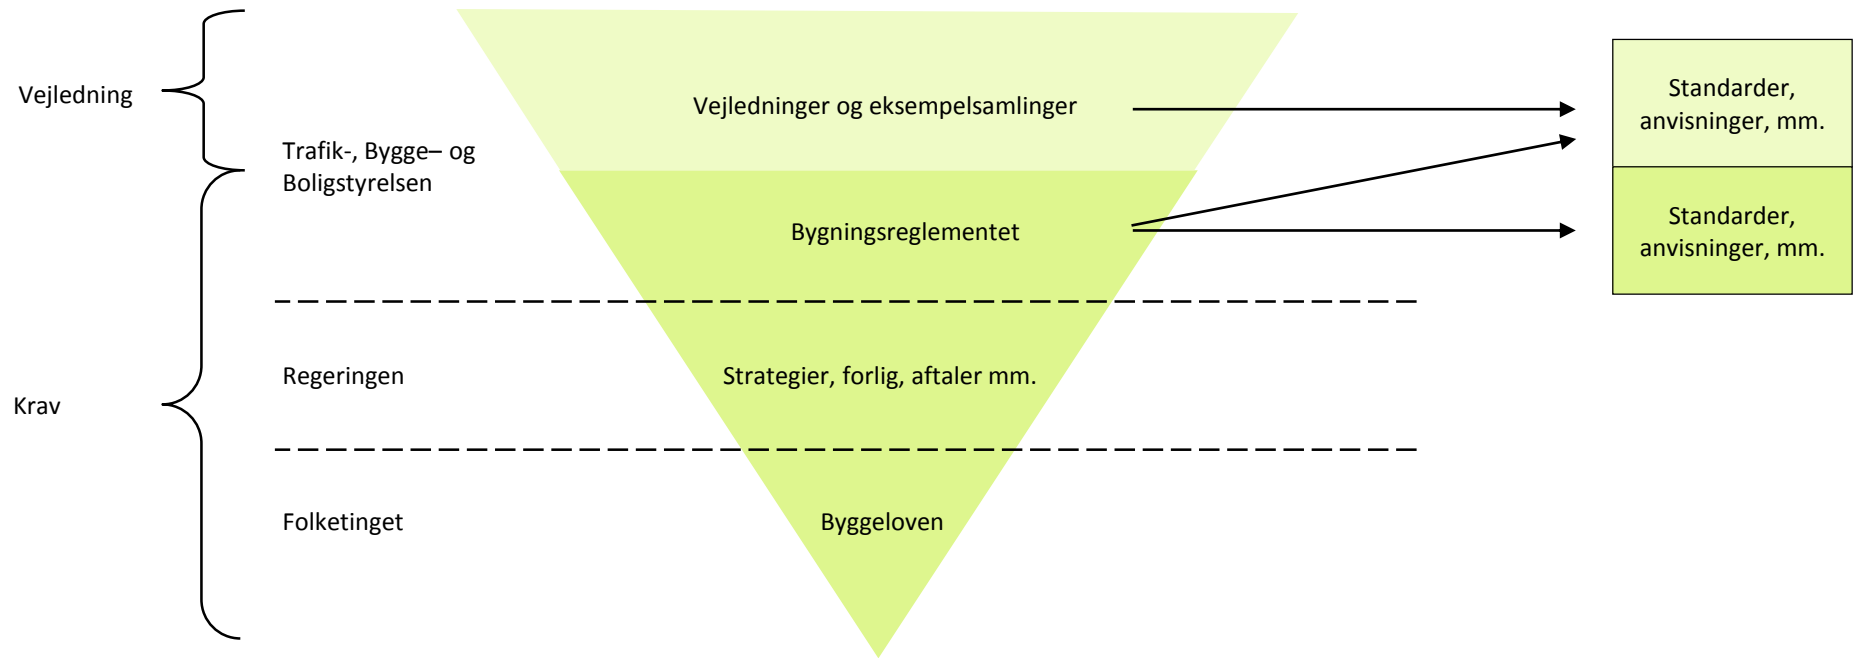 Vejledning
Vejledninger og eksempelsamlinger
Standarder,
anvisninger, mm.
Trafik-, Bygge– og
Boligstyrelsen
Bygningsreglementet
Standarder,
anvisninger, mm.
Krav
Regeringen
Strategier, forlig, aftaler mm.
Folketinget
Byggeloven